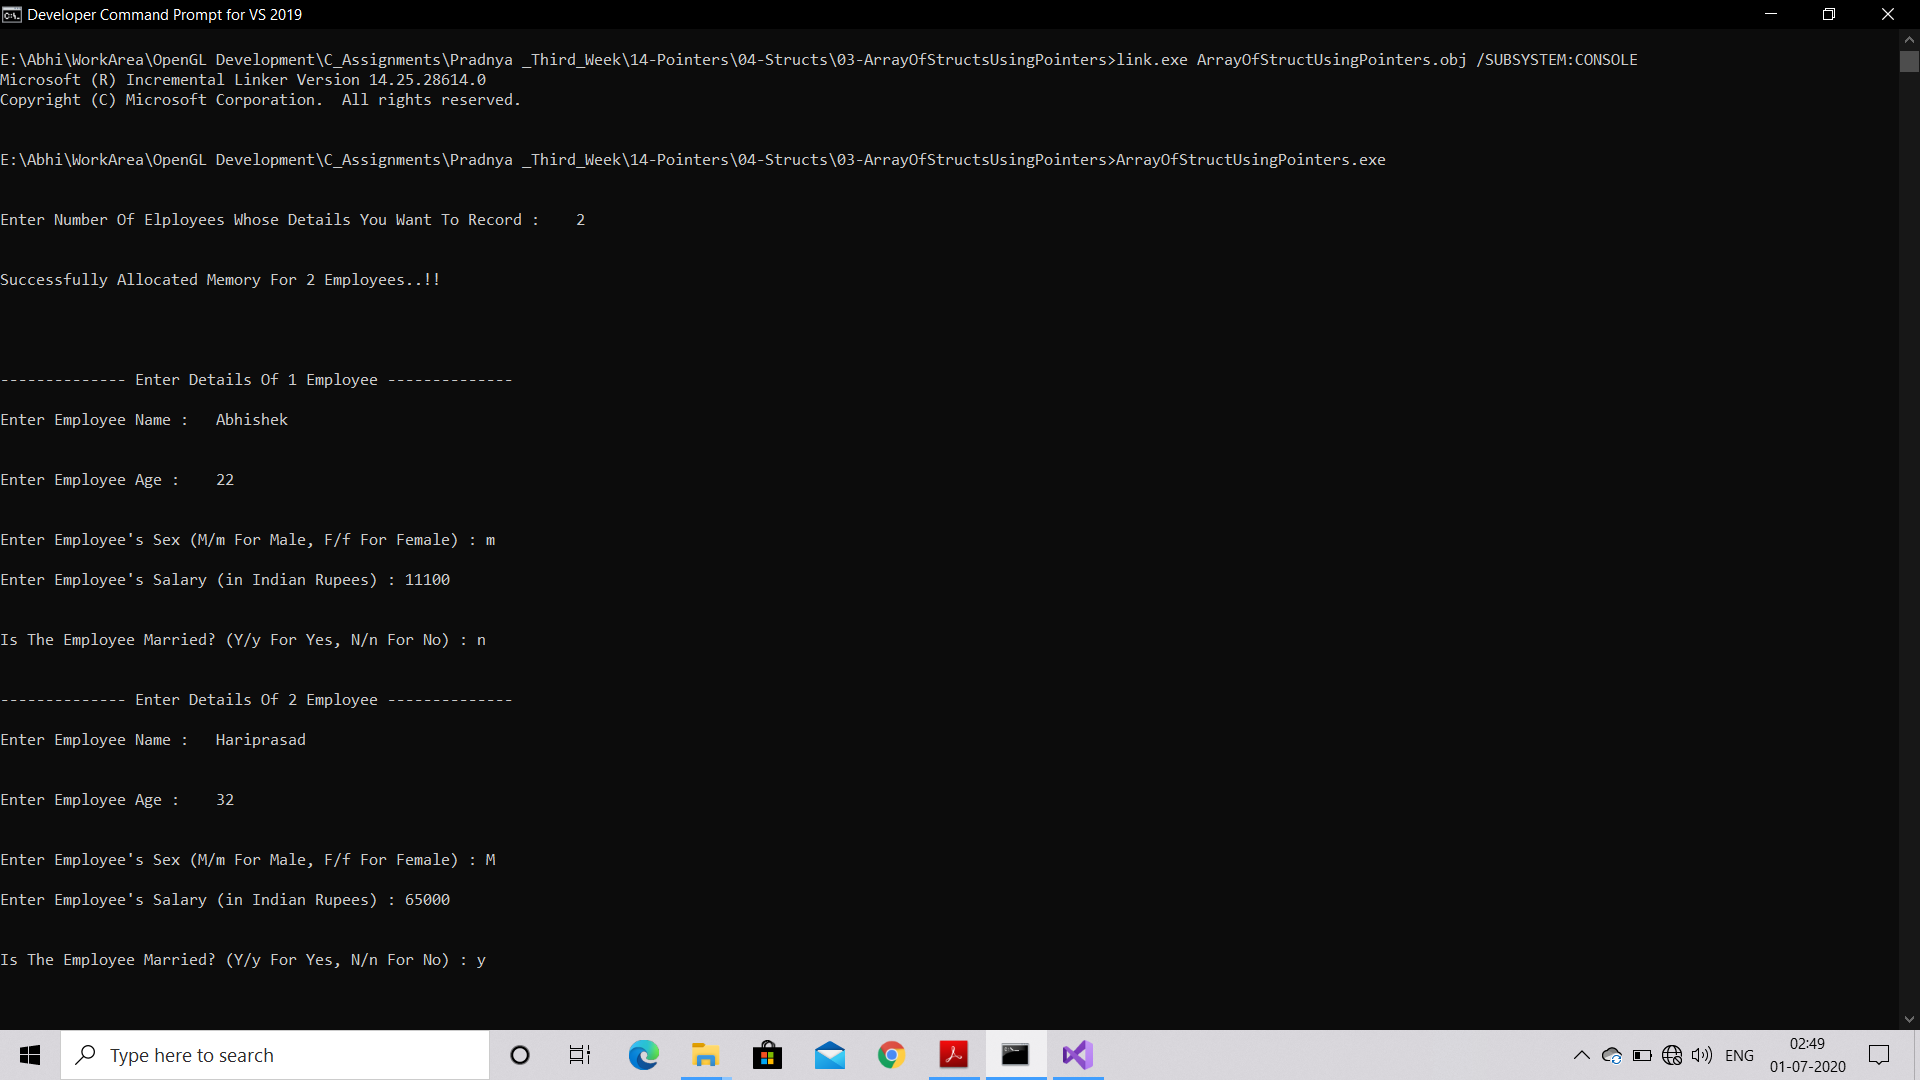 Developer Command Prompt for VS 2019
E:\Abhi\WorkArea\OpenGL Development\C_Assignments\Pradnya _Third_Week\14-Pointers\04-Structs\03-ArrayOfStructsUsingPointers>link.exe ArrayOfStructUsingPointers.obj /SUBSYSTEM:CONSOLE
Microsoft (R) Incremental Linker Version 14.25.28614.0
Copyright (C) Microsoft Corporation.  All rights reserved.
E:\Abhi\WorkArea\OpenGL Development\C_Assignments\Pradnya _Third_Week\14-Pointers\04-Structs\03-ArrayOfStructsUsingPointers>ArrayOfStructUsingPointers.exe
Enter Number Of Elployees Whose Details You Want To Record :    2
Successfully Allocated Memory For 2 Employees..!!
-------------- Enter Details Of 1 Employee --------------
Enter Employee Name :   Abhishek
Enter Employee Age :    22
Enter Employee's Sex (M/m For Male, F/f For Female) : m
Enter Employee's Salary (in Indian Rupees) : 11100
Is The Employee Married? (Y/y For Yes, N/n For No) : n
-------------- Enter Details Of 2 Employee --------------
Enter Employee Name :   Hariprasad
Enter Employee Age :    32
Enter Employee's Sex (M/m For Male, F/f For Female) : M
Enter Employee's Salary (in Indian Rupees) : 65000
Is The Employee Married? (Y/y For Yes, N/n For No) : y
Type here to search
ENG
02:49
01-07-2020